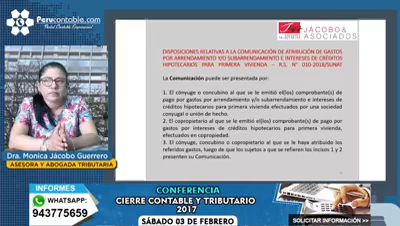 Perucontable.com
Portal Contable Empresarial
JÁCOBO &
ASOCIADOS
DISPOSICIONES RELATIVAS A LA COMUNICACIÓN DE ATRIBUCIÓN DE GASTOS
POR ARRENDAMIENTO Y/O SUBARRENDAMIENTO E INTERESES DE CRÉDITOS
HIPOTECARIOS PARA PRIMERA VIVIENDA – R.S. N° 010-2018/SUNAT
La Comunicación puede ser presentada por:
1. El cónyuge o concubino al que se le emitió el(los) comprobante(s) de
pago por gastos por arrendamiento y/o subarrendamiento e intereses de
créditos hipotecarios para primera vivienda efectuados por una sociedad
conyugal o unión de hecho.
2. El copropietario al que se le emitió el(los) comprobante(s) de pago por
gastos por intereses de créditos hipotecarios para primera vivienda,
efectuados en copropiedad.
3. El cónyuge, concubino o copropietario al que se le haya atribuido los
referidos gastos, luego de que los sujetos a que se refieren los incisos 1 y 2
presenten su Comunicación.
Dra. Monica Jácobo Guerrero
ASESORA Y ABOGADA TRIBUTARIA
INFORMES
WHATSAPP:
943775659
CONFERENCIA
CIERRE CONTABLE Y TRIBUTARIO
2017
SÁBADO 03 DE FEBRERO
SOLICITAR INFORMACIÓN >>